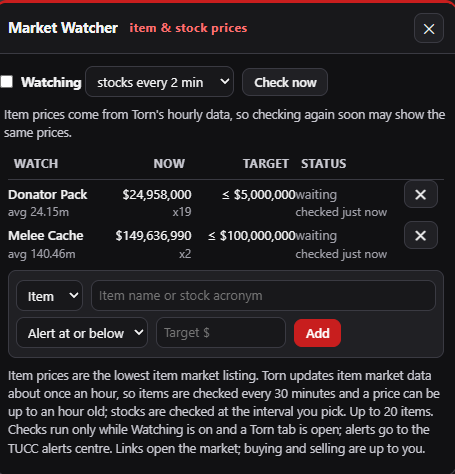 Market Watcher item & stock prices ×
Watching stocks every 2 min Check now
Item prices come from Torn's hourly data, so checking again soon may show the
same prices.
WATCH NOW TARGET STATUS
Donator Pack $24,958,000 ≤ $5,000,000 waiting ×
avg 24.15m x19 checked just now
Melee Cache $149,636,990 ≤ $100,000,000 waiting ×
avg 140.46m x2 checked just now
Item Item name or stock acronym
Alert at or below Target $ Add
Item prices are the lowest item market listing. Torn updates item market data
about once an hour, so items are checked every 30 minutes and a price can be
up to an hour old; stocks are checked at the interval you pick. Up to 20 items.
Checks run only while Watching is on and a Torn tab is open; alerts go to the
TUCC alerts centre. Links open the market; buying and selling are up to you.